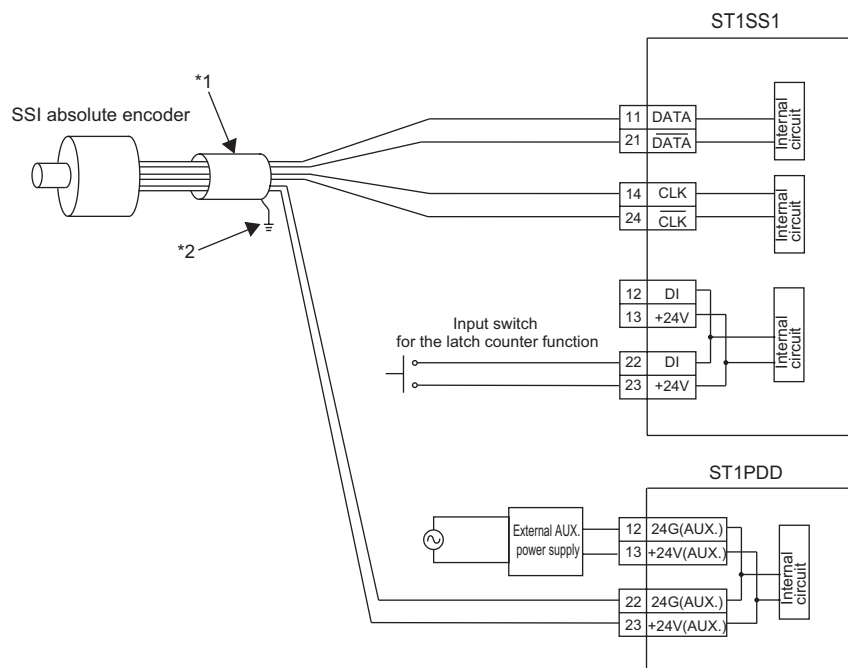 ST1SS1
*1
SSI absolute encoder
11 DATA
21 D̅A̅T̅A̅
Internal
circuit
14 CLK
24 C̅L̅K̅
Internal
circuit
*2
12 DI
13 +24V
Internal
circuit
Input switch
for the latch counter function
22 DI
23 +24V
ST1PDD
External AUX.
power supply
12 24G(AUX.)
13 +24V(AUX.)
Internal
circuit
22 24G(AUX.)
23 +24V(AUX.)